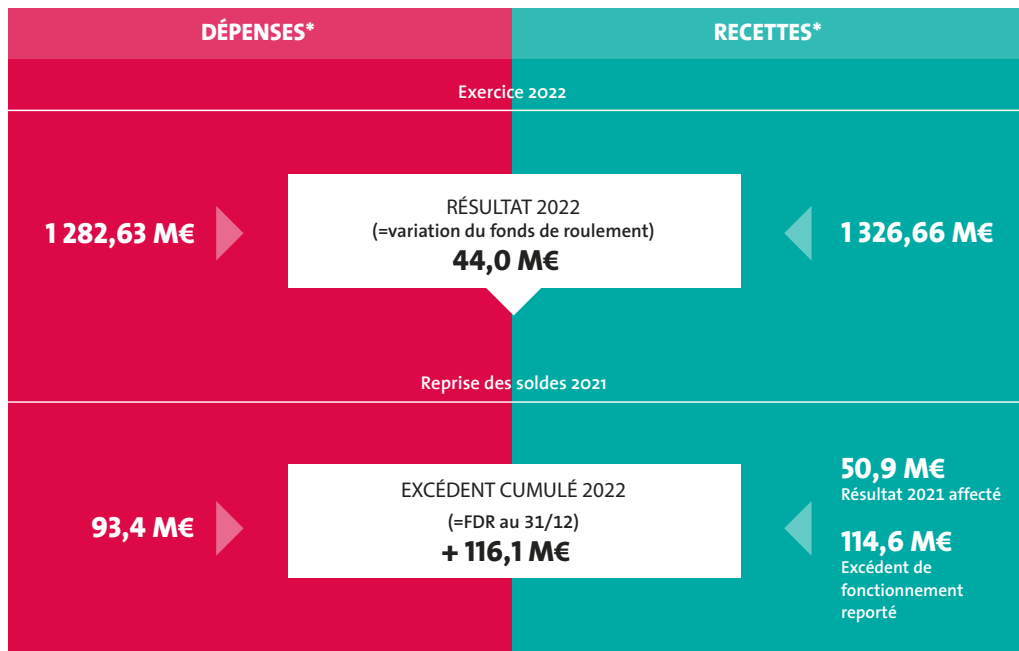 DÉPENSES*
RECETTES*
Exercice 2022
1 282,63 M€
RÉSULTAT 2022
(=variation du fonds de roulement)
44,0 M€
1 326,66 M€
Reprise des soldes 2021
93,4 M€
EXCÉDENT CUMULÉ 2022
(=FDR au 31/12)
+ 116,1 M€
50,9 M€
Résultat 2021 affecté
114,6 M€
Excédent de
fonctionnement
reporté